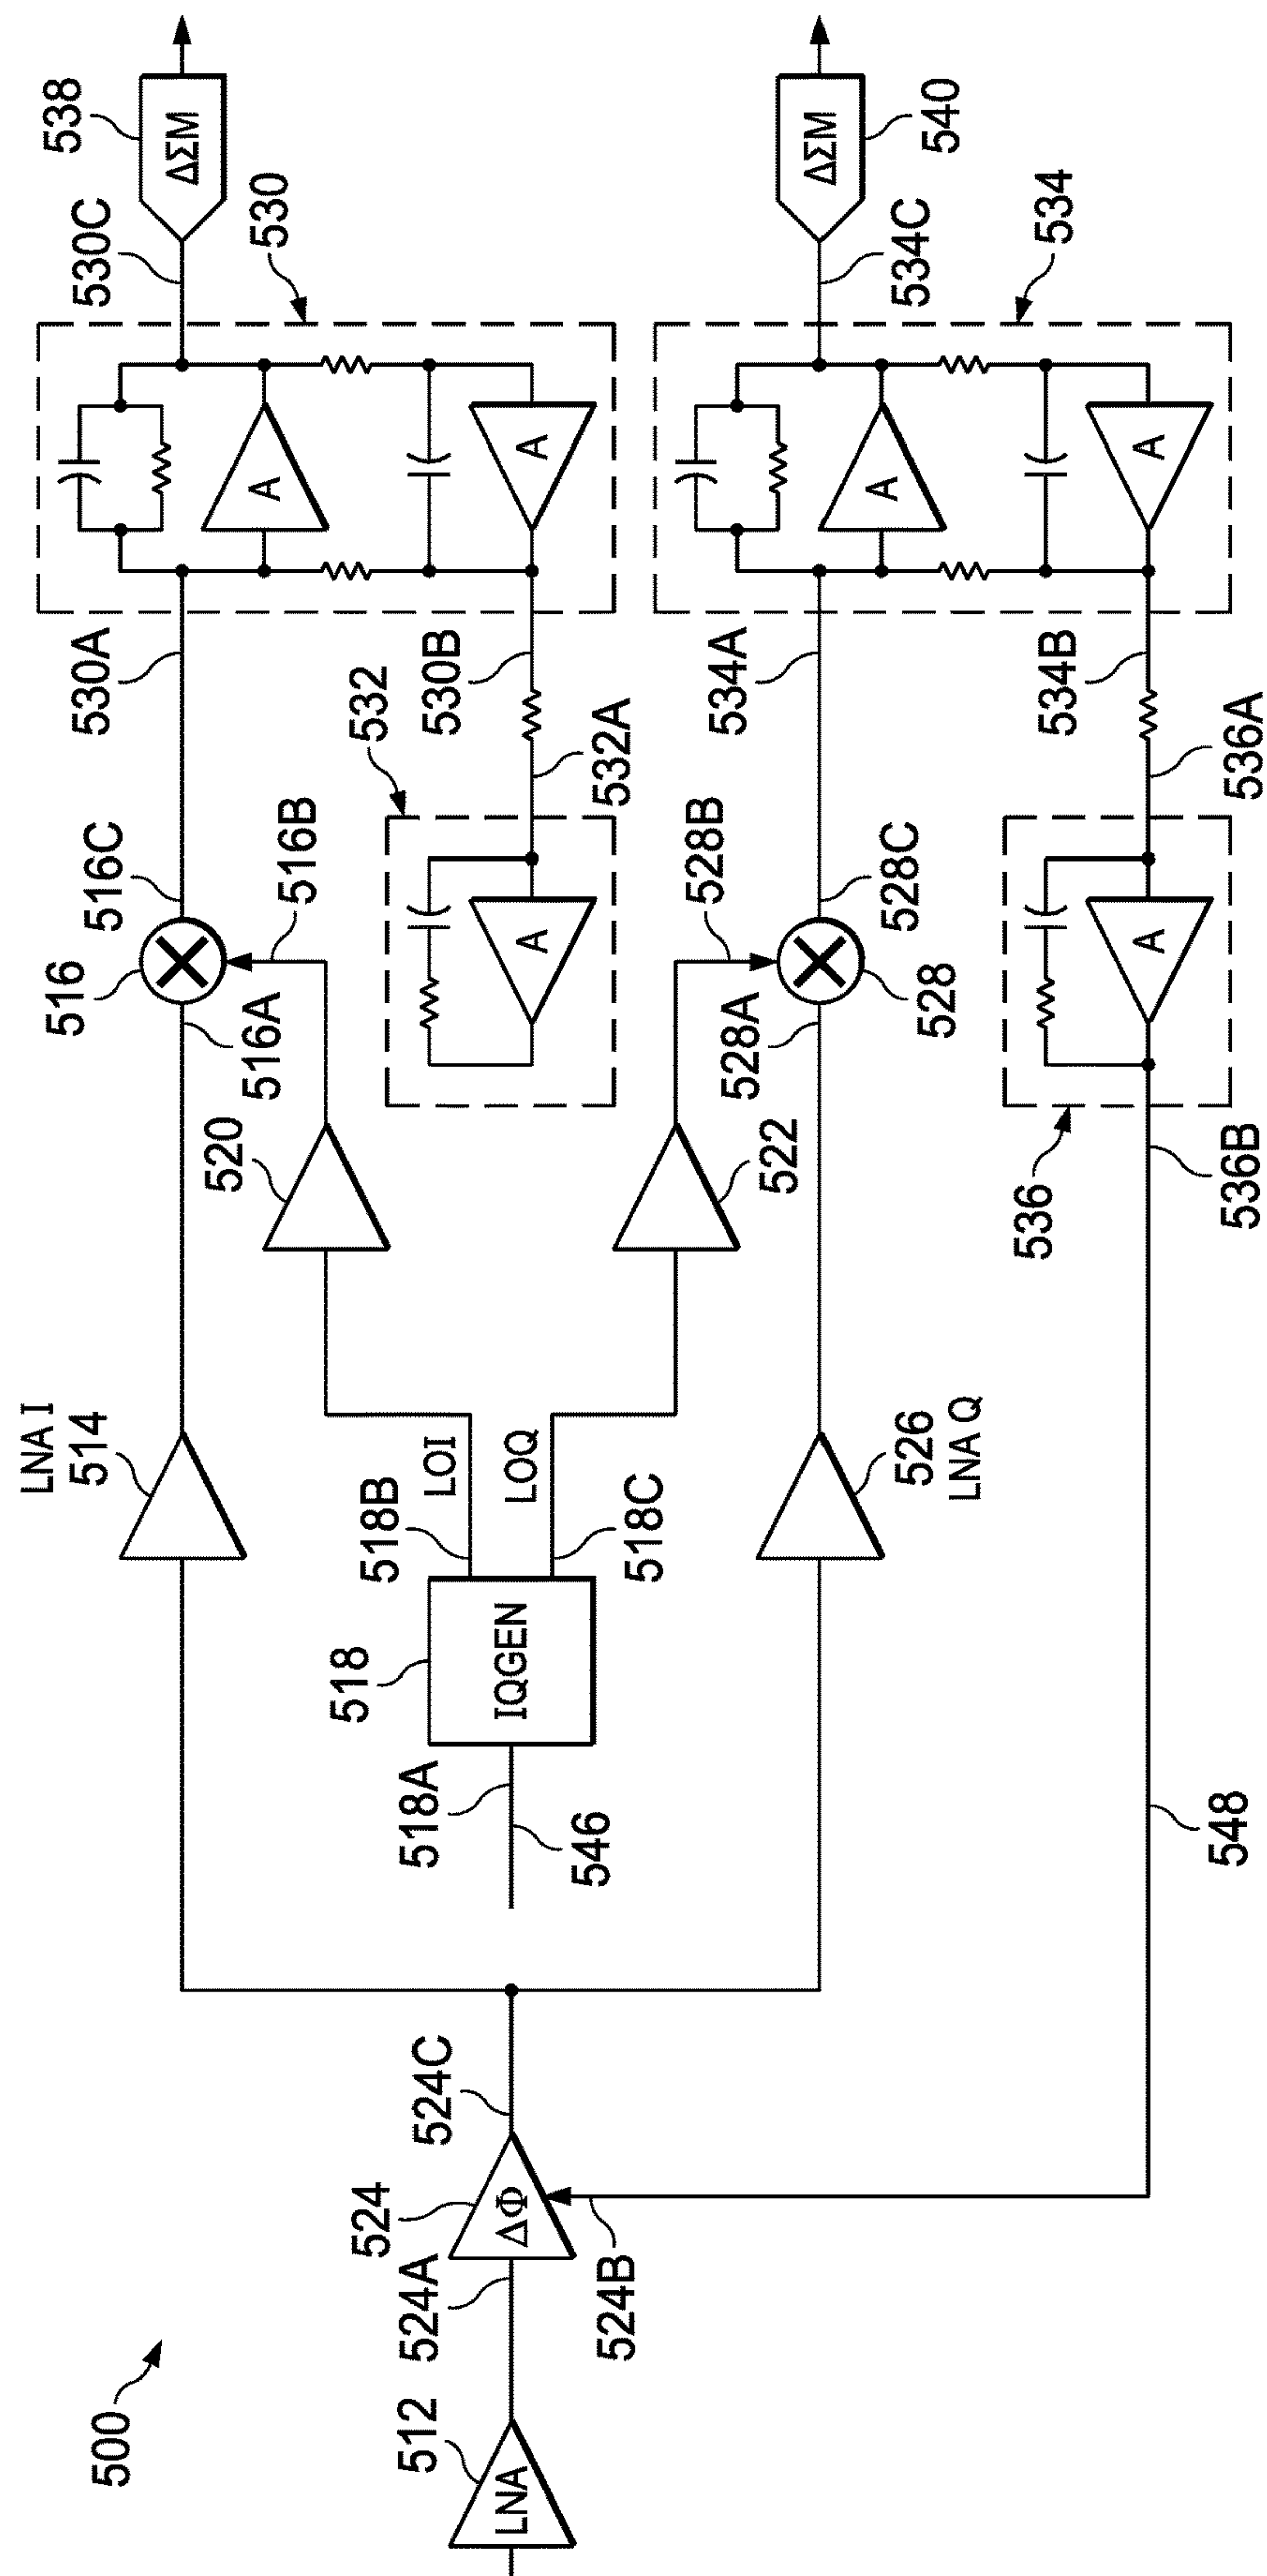 500
LNA
512
524A
524
ΔΦ
524B
524C
LNA I
514
518A
546
518
IQGEN
518B
LOI
LOQ
518C
526
LNA Q
548
520
522
516
516A
516B
516C
528A
528B
528
528C
532
A
532A
536
A
536A
536B
530A
530B
530
A
A
530C
534A
534B
534
A
A
534C
538
ΔΣM
540
ΔΣM